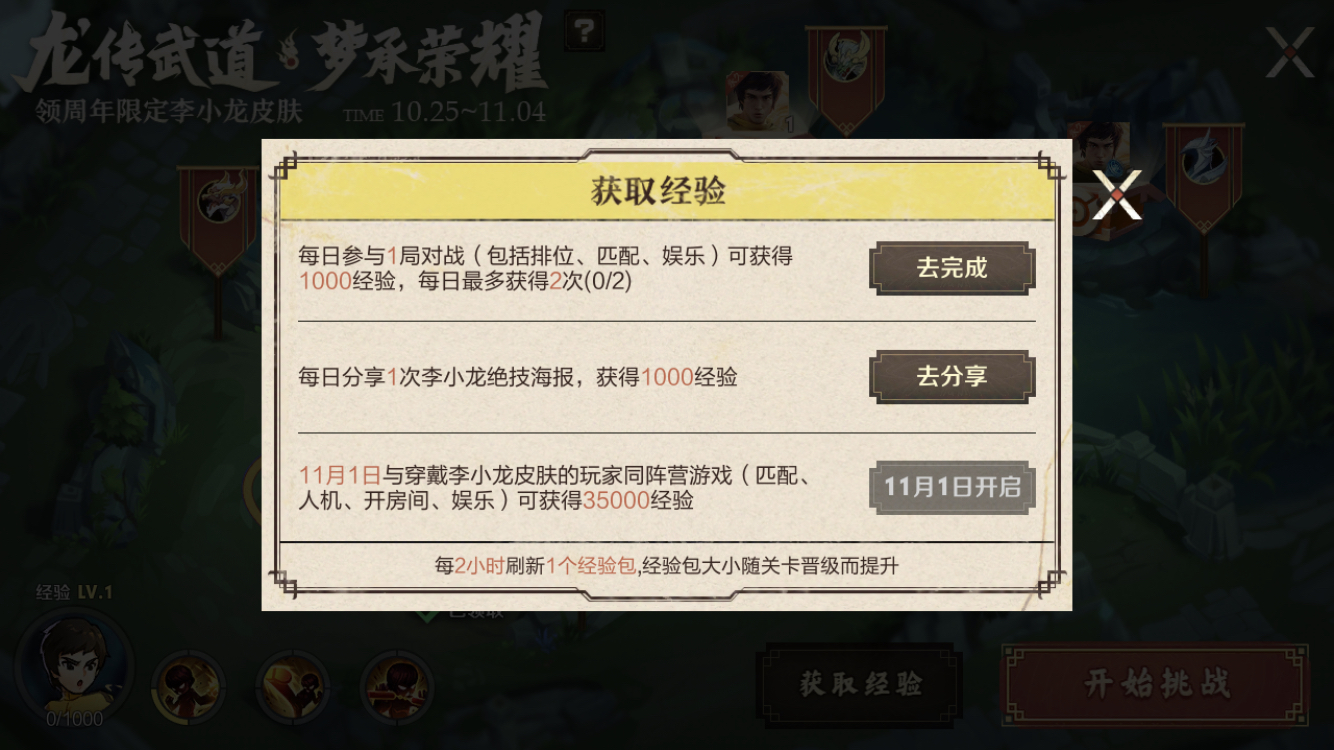 龙传武道·梦承荣耀
?
领周年限定李小龙皮肤 TIME 10.25~11.04
1
获取经验
每日参与1局对战（包括排位、匹配、娱乐）可获得
1000经验，每日最多获得2次(0/2)
去完成
每日分享1次李小龙绝技海报，获得1000经验
去分享
11月1日与穿戴李小龙皮肤的玩家同阵营游戏（匹配、
人机、开房间、娱乐）可获得35000经验
11月1日开启
每2小时刷新1个经验包,经验包大小随关卡晋级而提升
经验 LV.1
已领取
0/1000
获取经验
开始挑战